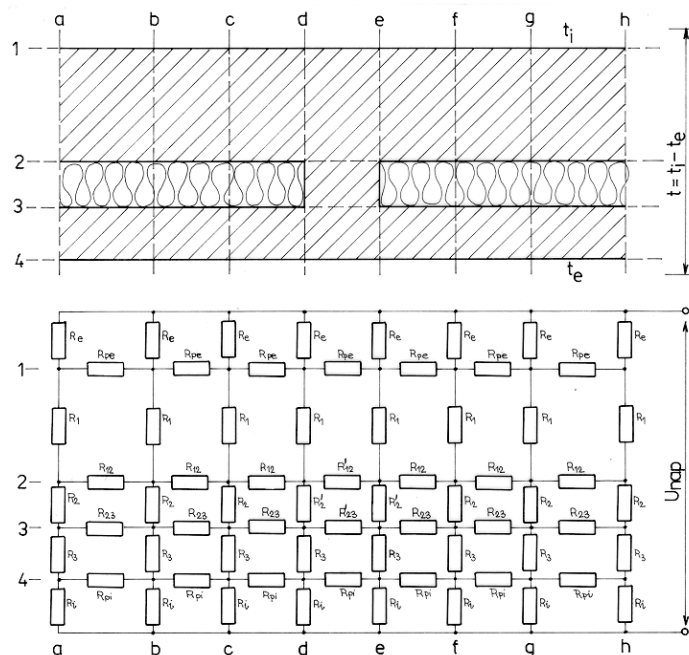 a b c d e f g h
1 tᵢ
2
3
4 tₑ
t = tᵢ - tₑ
Rₑ Rₑ Rₑ Rₑ Rₑ Rₑ Rₑ Rₑ
Rpe Rpe Rpe Rpe Rpe Rpe Rpe
1
R₁ R₁ R₁ R₁ R₁ R₁ R₁ R₁
R₁₂ R₁₂ R₁₂ R'₁₂ R₁₂ R₁₂ R₁₂
2
R₂ R₂ R₂ R'₂ R'₂ R₂ R₂ R₂
R₂₃ R₂₃ R₂₃ R'₂₃ R₂₃ R₂₃ R₂₃
3
R₃ R₃ R₃ R₃ R₃ R₃ R₃ R₃
4
Rpi Rpi Rpi Rpi Rpi Rpi Rpi
Rᵢ Rᵢ Rᵢ Rᵢ Rᵢ Rᵢ Rᵢ Rᵢ
a b c d e f g h
Unap